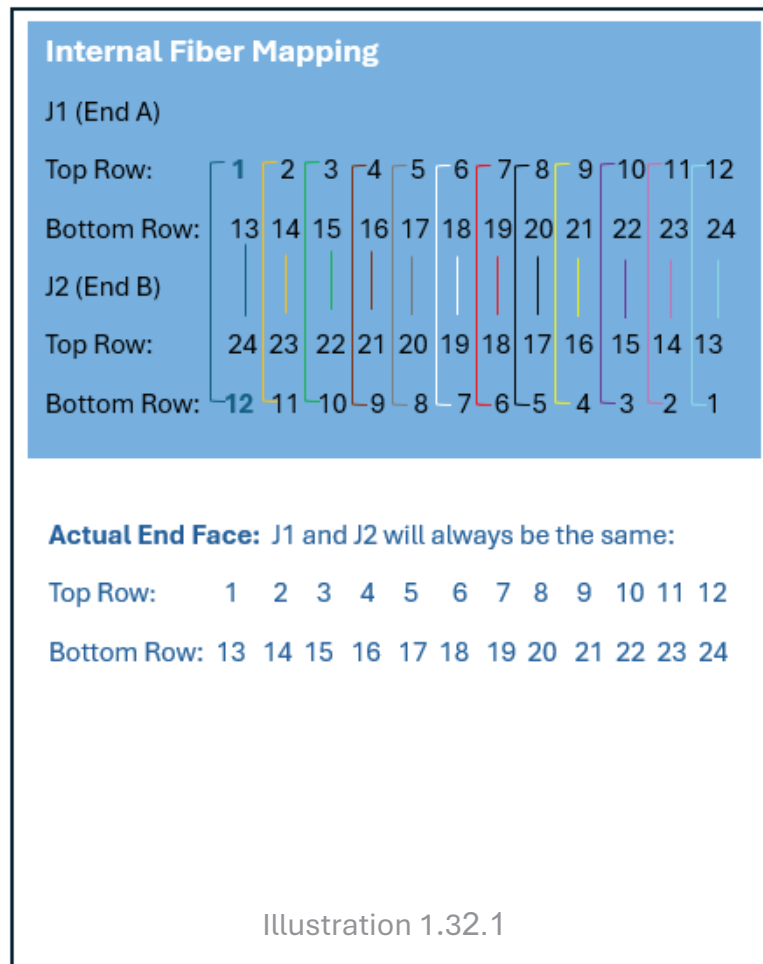 Internal Fiber Mapping
J1 (End A)
Top Row: 1 2 3 4 5 6 7 8 9 10 11 12
Bottom Row: 13 14 15 16 17 18 19 20 21 22 23 24
J2 (End B)
Top Row: 24 23 22 21 20 19 18 17 16 15 14 13
Bottom Row: 12 11 10 9 8 7 6 5 4 3 2 1
Actual End Face: J1 and J2 will always be the same:
Top Row: 1 2 3 4 5 6 7 8 9 10 11 12
Bottom Row: 13 14 15 16 17 18 19 20 21 22 23 24
Illustration 1.32.1